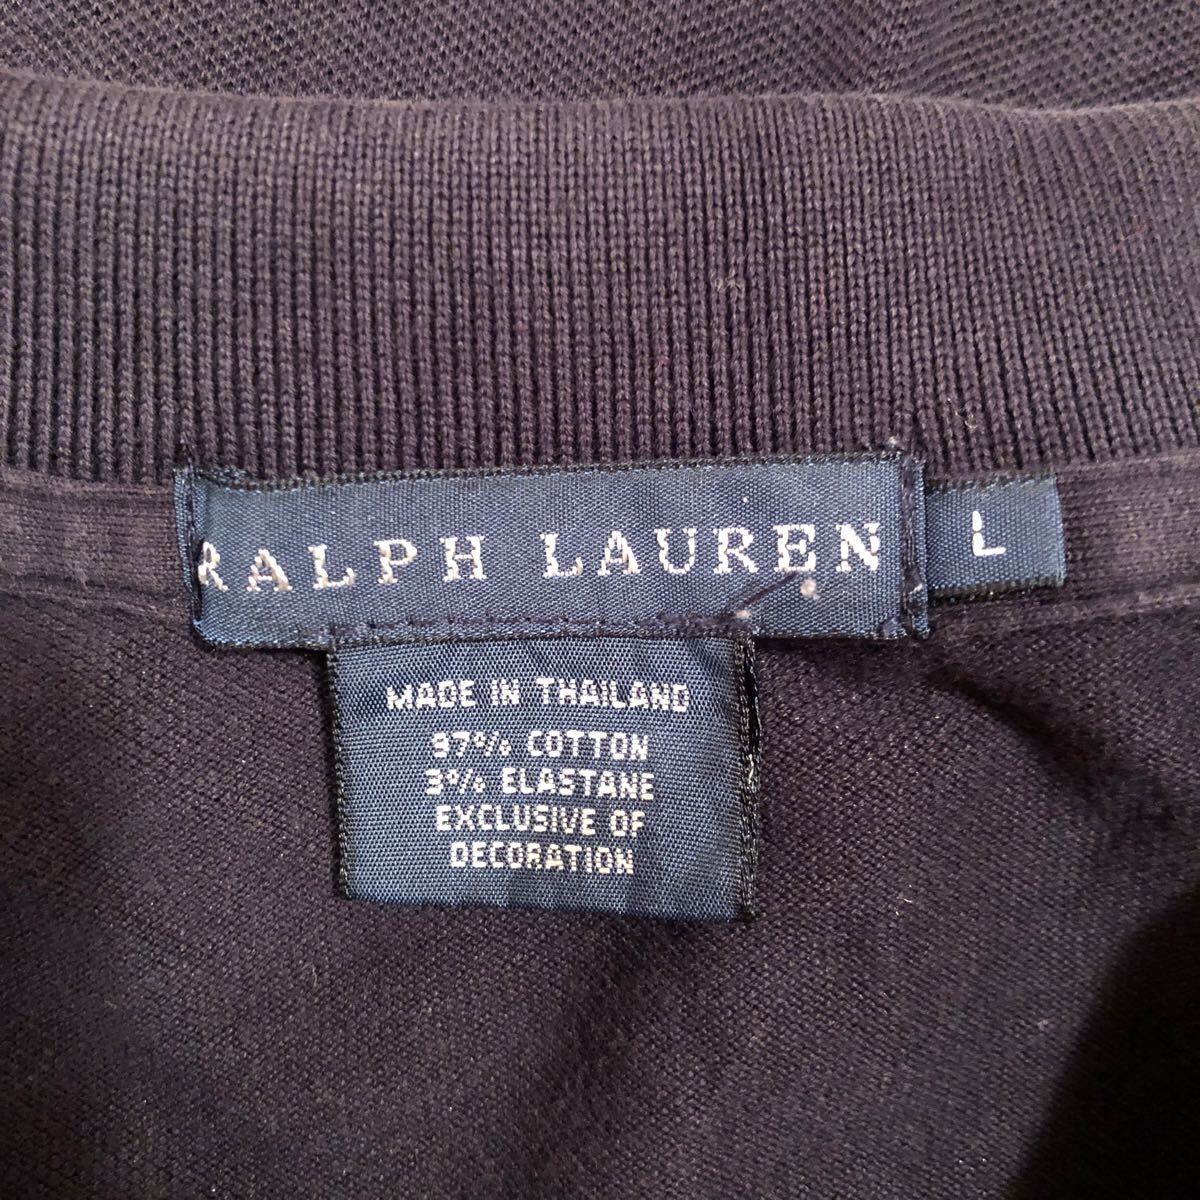 RALPH LAUREN
L
MADE IN THAILAND
97% COTTON
3% ELASTANE
EXCLUSIVE OF
DECORATION